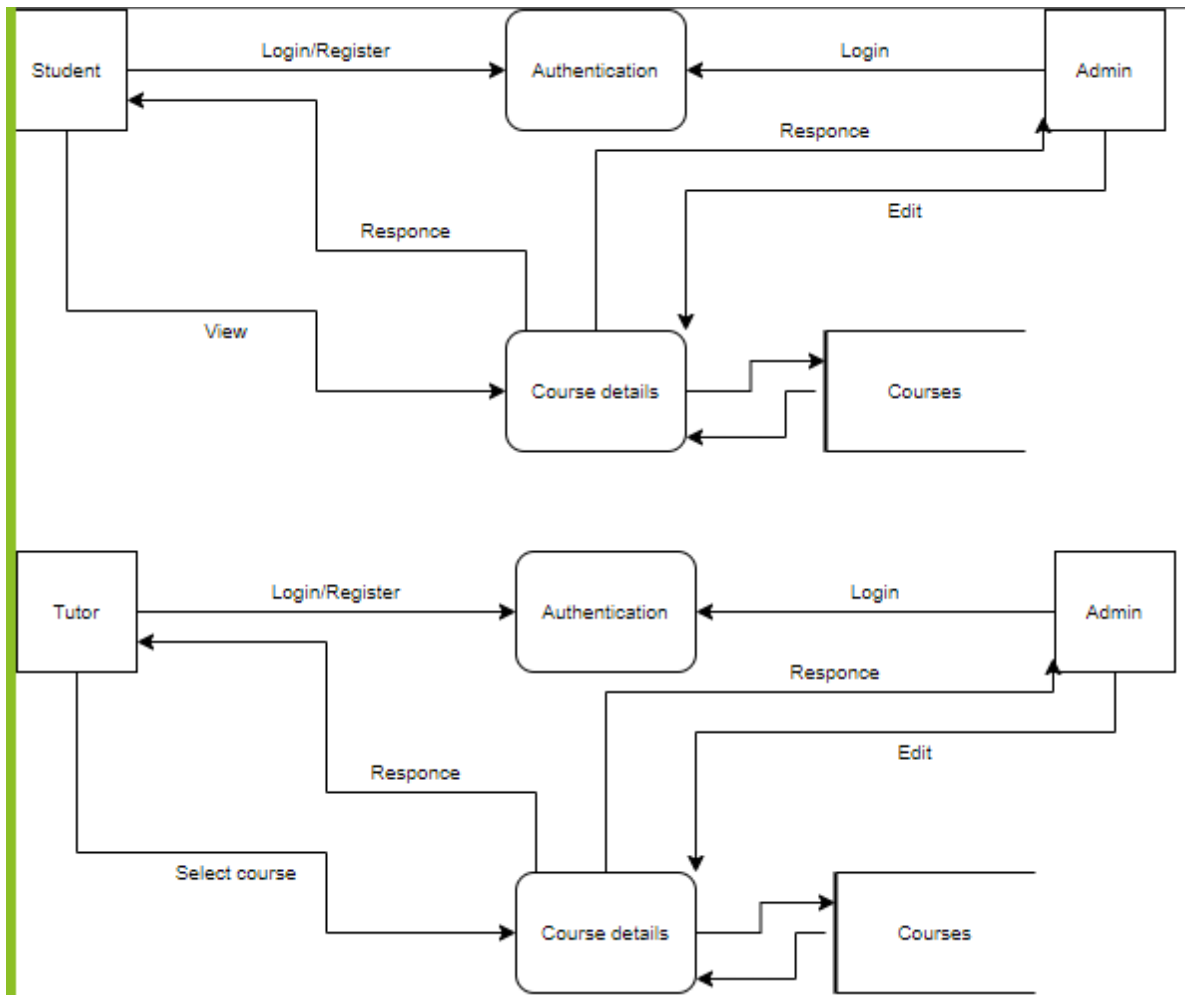 Login/Register
Login
Student
Authentication
Admin
Responce
Edit
Responce
View
Course details
Courses
Login/Register
Login
Tutor
Authentication
Admin
Responce
Edit
Responce
Select course
Course details
Courses